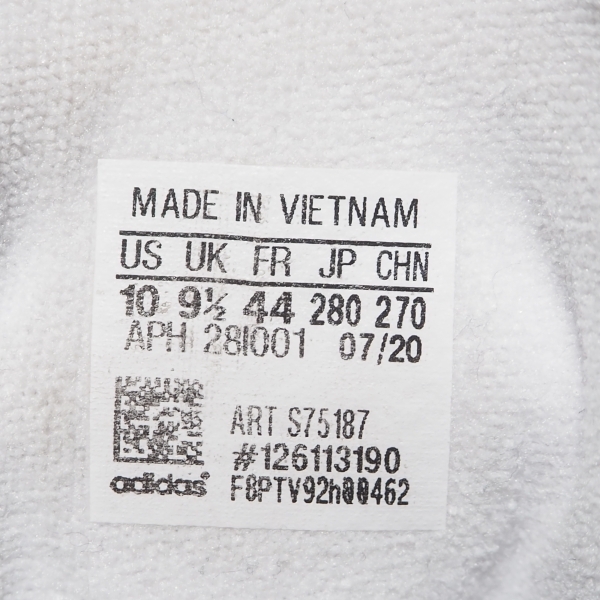 MADE IN VIETNAM
US UK FR JP CHN
10 9½ 44 280 270
APH 28I001 07/20
ART S75187
#126113190
adidas F8PTV92h00462